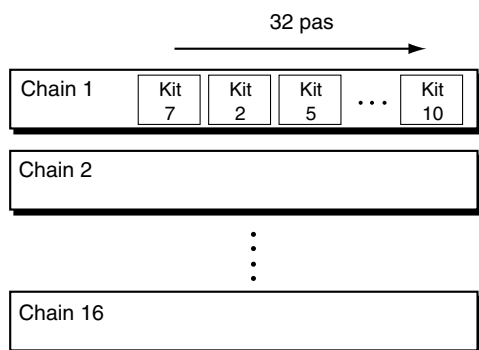 32 pas
Chain 1
Kit 7
Kit 2
Kit 5
...
Kit 10
Chain 2
Chain 16